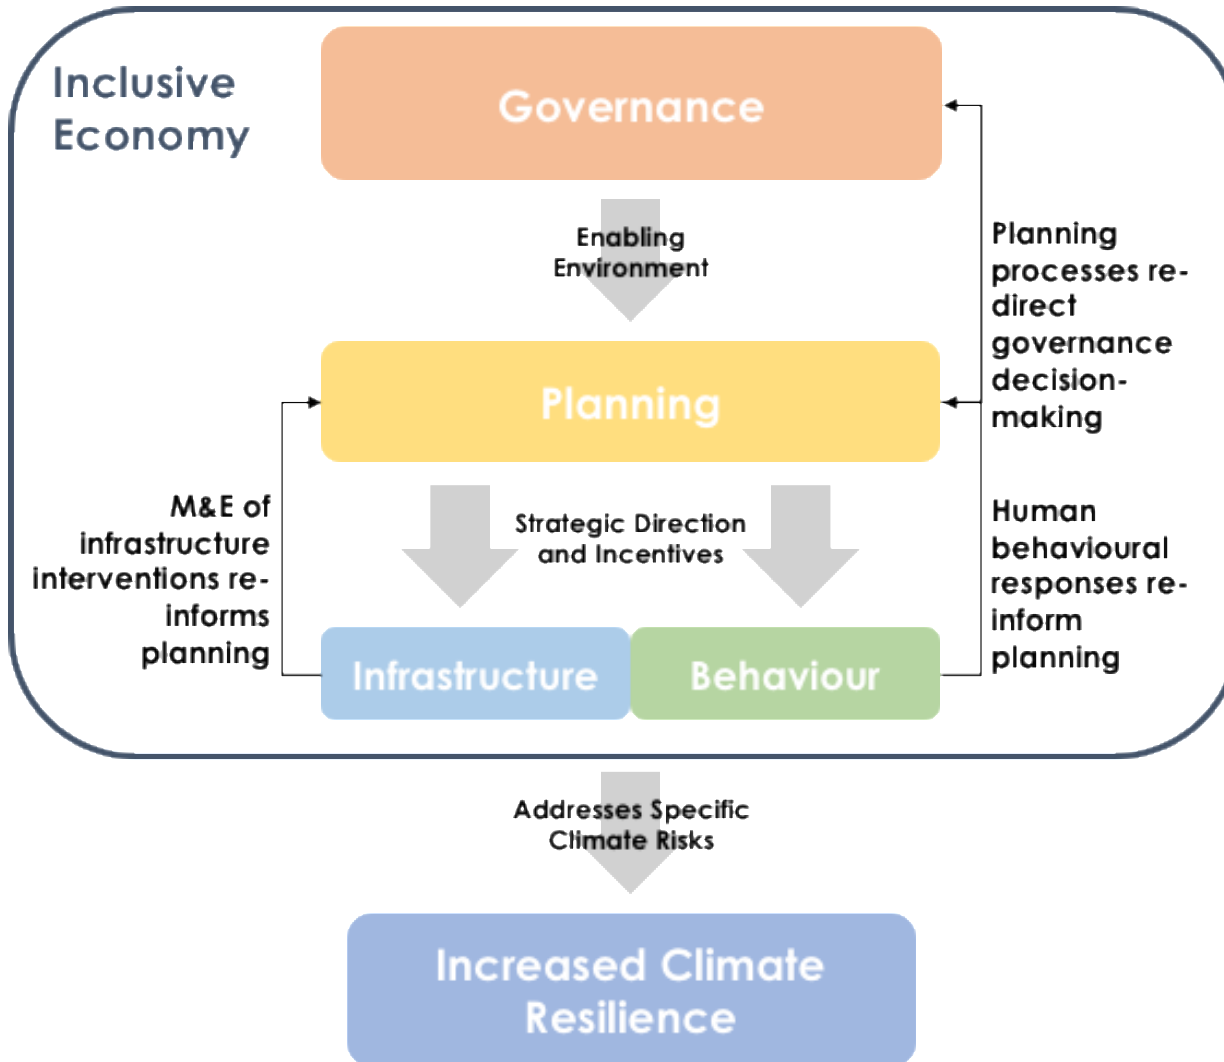 Inclusive
Economy
Governance
Enabling
Environment
Planning
processes re-
direct
governance
decision-
making
Planning
M&E of
infrastructure
interventions re-
informs
planning
Strategic Direction
and Incentives
Human
behavioural
responses re-
inform
planning
Infrastructure
Behaviour
Addresses Specific
Climate Risks
Increased Climate
Resilience